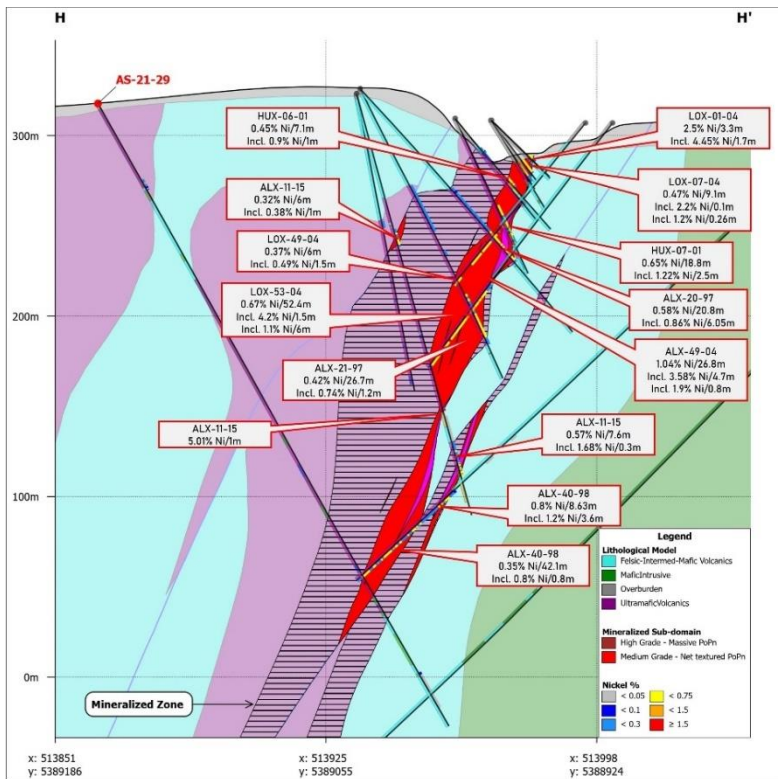 H
H'
AS-21-29
300m
200m
100m
0m
HUX-06-01
0.45% Ni/7.1m
Incl. 0.9% Ni/1m
ALX-11-15
0.32% Ni/6m
Incl. 0.38% Ni/1m
LOX-49-04
0.37% Ni/6m
Incl. 0.49% Ni/1.5m
LOX-53-04
0.67% Ni/52.4m
Incl. 4.2% Ni/1.5m
Incl. 1.1% Ni/6m
ALX-21-97
0.42% Ni/26.7m
Incl. 0.74% Ni/1.2m
ALX-11-15
5.01% Ni/1m
LOX-01-04
2.5% Ni/3.3m
Incl. 4.45% Ni/1.7m
LOX-07-04
0.47% Ni/9.1m
Incl. 2.2% Ni/0.1m
Incl. 1.2% Ni/0.26m
HUX-07-01
0.65% Ni/18.8m
Incl. 1.22% Ni/2.5m
ALX-20-97
0.58% Ni/20.8m
Incl. 0.86% Ni/6.05m
ALX-49-04
1.04% Ni/26.8m
Incl. 3.58% Ni/4.7m
Incl. 1.9% Ni/0.8m
ALX-11-15
0.57% Ni/7.6m
Incl. 1.68% Ni/0.3m
ALX-40-98
0.8% Ni/8.63m
Incl. 1.2% Ni/3.6m
ALX-40-98
0.35% Ni/42.1m
Incl. 0.8% Ni/0.8m
Mineralized Zone
Legend
Lithological Model
Felsic-Intermed-Mafic Volcanics
MaficIntrusive
Overburden
UltramaficVolcanics
Mineralized Sub-domain
High Grade - Massive PoPn
Medium Grade - Net textured PoPn
Nickel %
< 0.05
< 0.75
< 0.1
< 1.5
< 0.3
≥ 1.5
x: 513851
y: 5389186
x: 513925
y: 5389055
x: 513998
y: 5388924